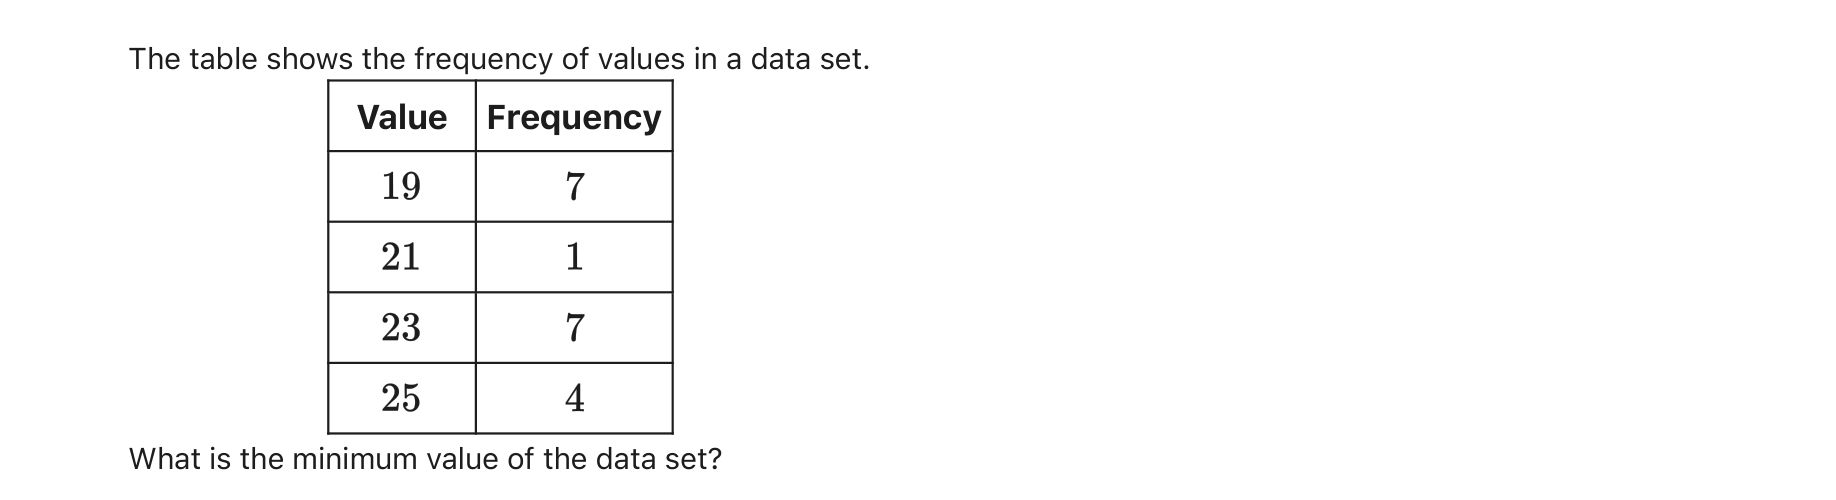 The table shows the frequency of values in a data set.
Value Frequency
19 7
21 1
23 7
25 4
What is the minimum value of the data set?